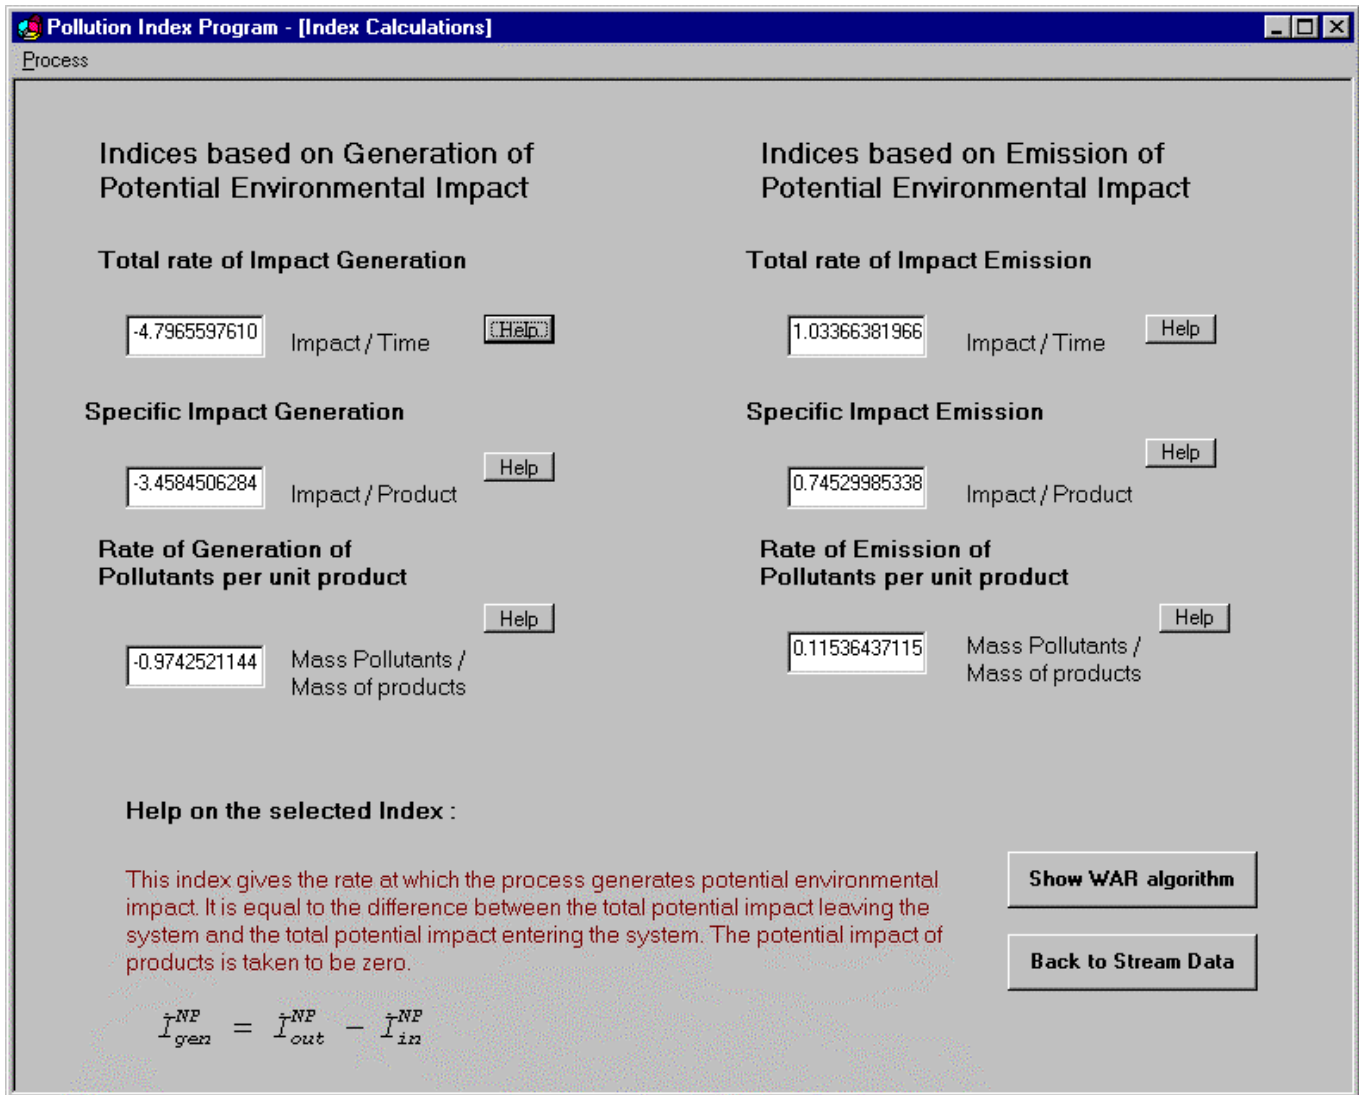 Pollution Index Program - [Index Calculations]
Process
Indices based on Generation of
Potential Environmental Impact
Total rate of Impact Generation
-4.7965597610
Impact / Time
Help
Specific Impact Generation
-3.4584506284
Impact / Product
Help
Rate of Generation of
Pollutants per unit product
Help
-0.9742521144
Mass Pollutants /
Mass of products
Indices based on Emission of
Potential Environmental Impact
Total rate of Impact Emission
1.03366381966
Impact / Time
Help
Specific Impact Emission
Help
0.74529985338
Impact / Product
Rate of Emission of
Pollutants per unit product
Help
0.11536437115
Mass Pollutants /
Mass of products
Help on the selected Index :
This index gives the rate at which the process generates potential environmental
impact. It is equal to the difference between the total potential impact leaving the
system and the total potential impact entering the system. The potential impact of
products is taken to be zero.
İ_gen^NP = İ_out^NP − İ_in^NP
Show WAR algorithm
Back to Stream Data